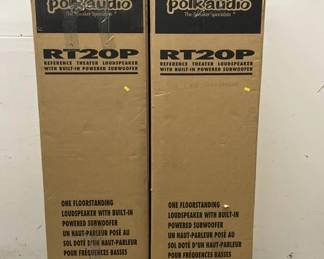 polkaudio
The Speaker Specialists
RT20P
REFERENCE THEATER LOUDSPEAKER
WITH BUILT-IN POWERED SUBWOOFER
ONE FLOORSTANDING
LOUDSPEAKER WITH BUILT-IN
POWERED SUBWOOFER
UN HAUT-PARLEUR POSÉ AU
SOL DOTÉ D'UN HAUT-PARLEUR
POUR FRÉQUENCES BASSES
polkaudio
The Speaker Specialists
RT20P
REFERENCE THEATER LOUDSPEAKER
WITH BUILT-IN POWERED SUBWOOFER
ONE FLOORSTANDING
LOUDSPEAKER WITH BUILT-IN
POWERED SUBWOOFER
UN HAUT-PARLEUR POSÉ AU
SOL DOTÉ D'UN HAUT-PARLEUR
POUR FRÉQUENCES BASSES